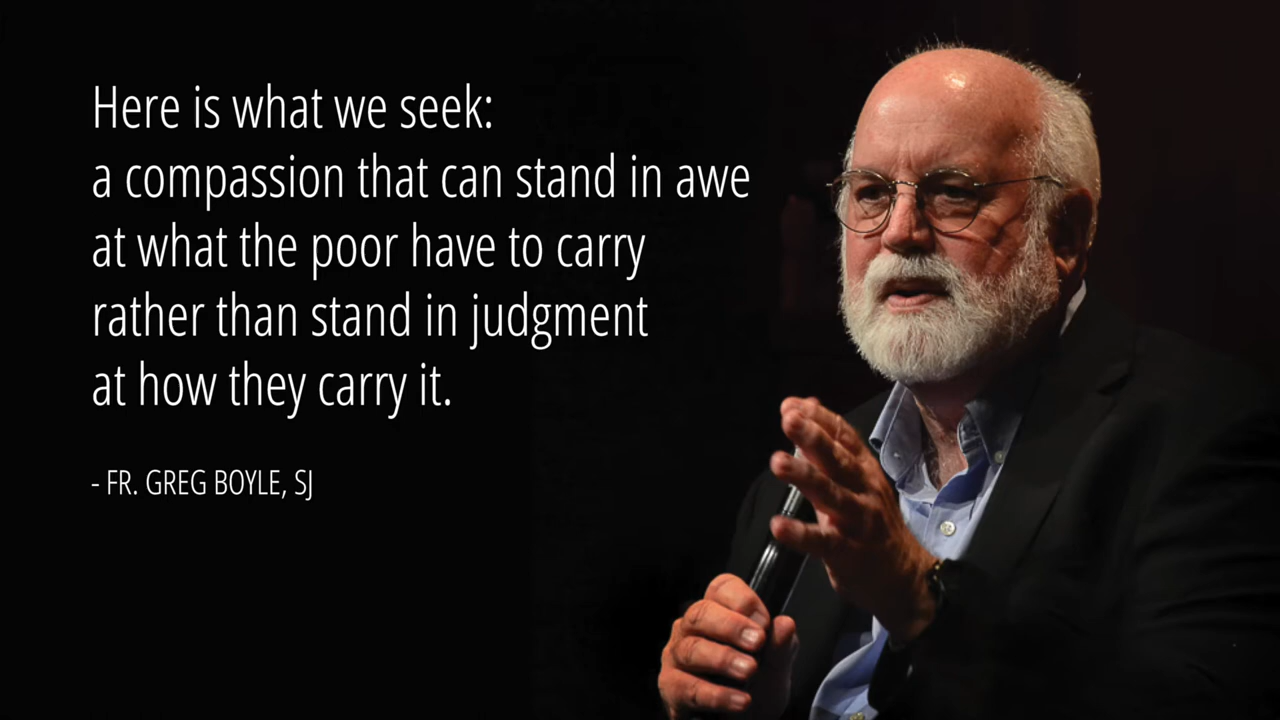 Here is what we seek:
a compassion that can stand in awe
at what the poor have to carry
rather than stand in judgment
at how they carry it.
- FR. GREG BOYLE, SJ